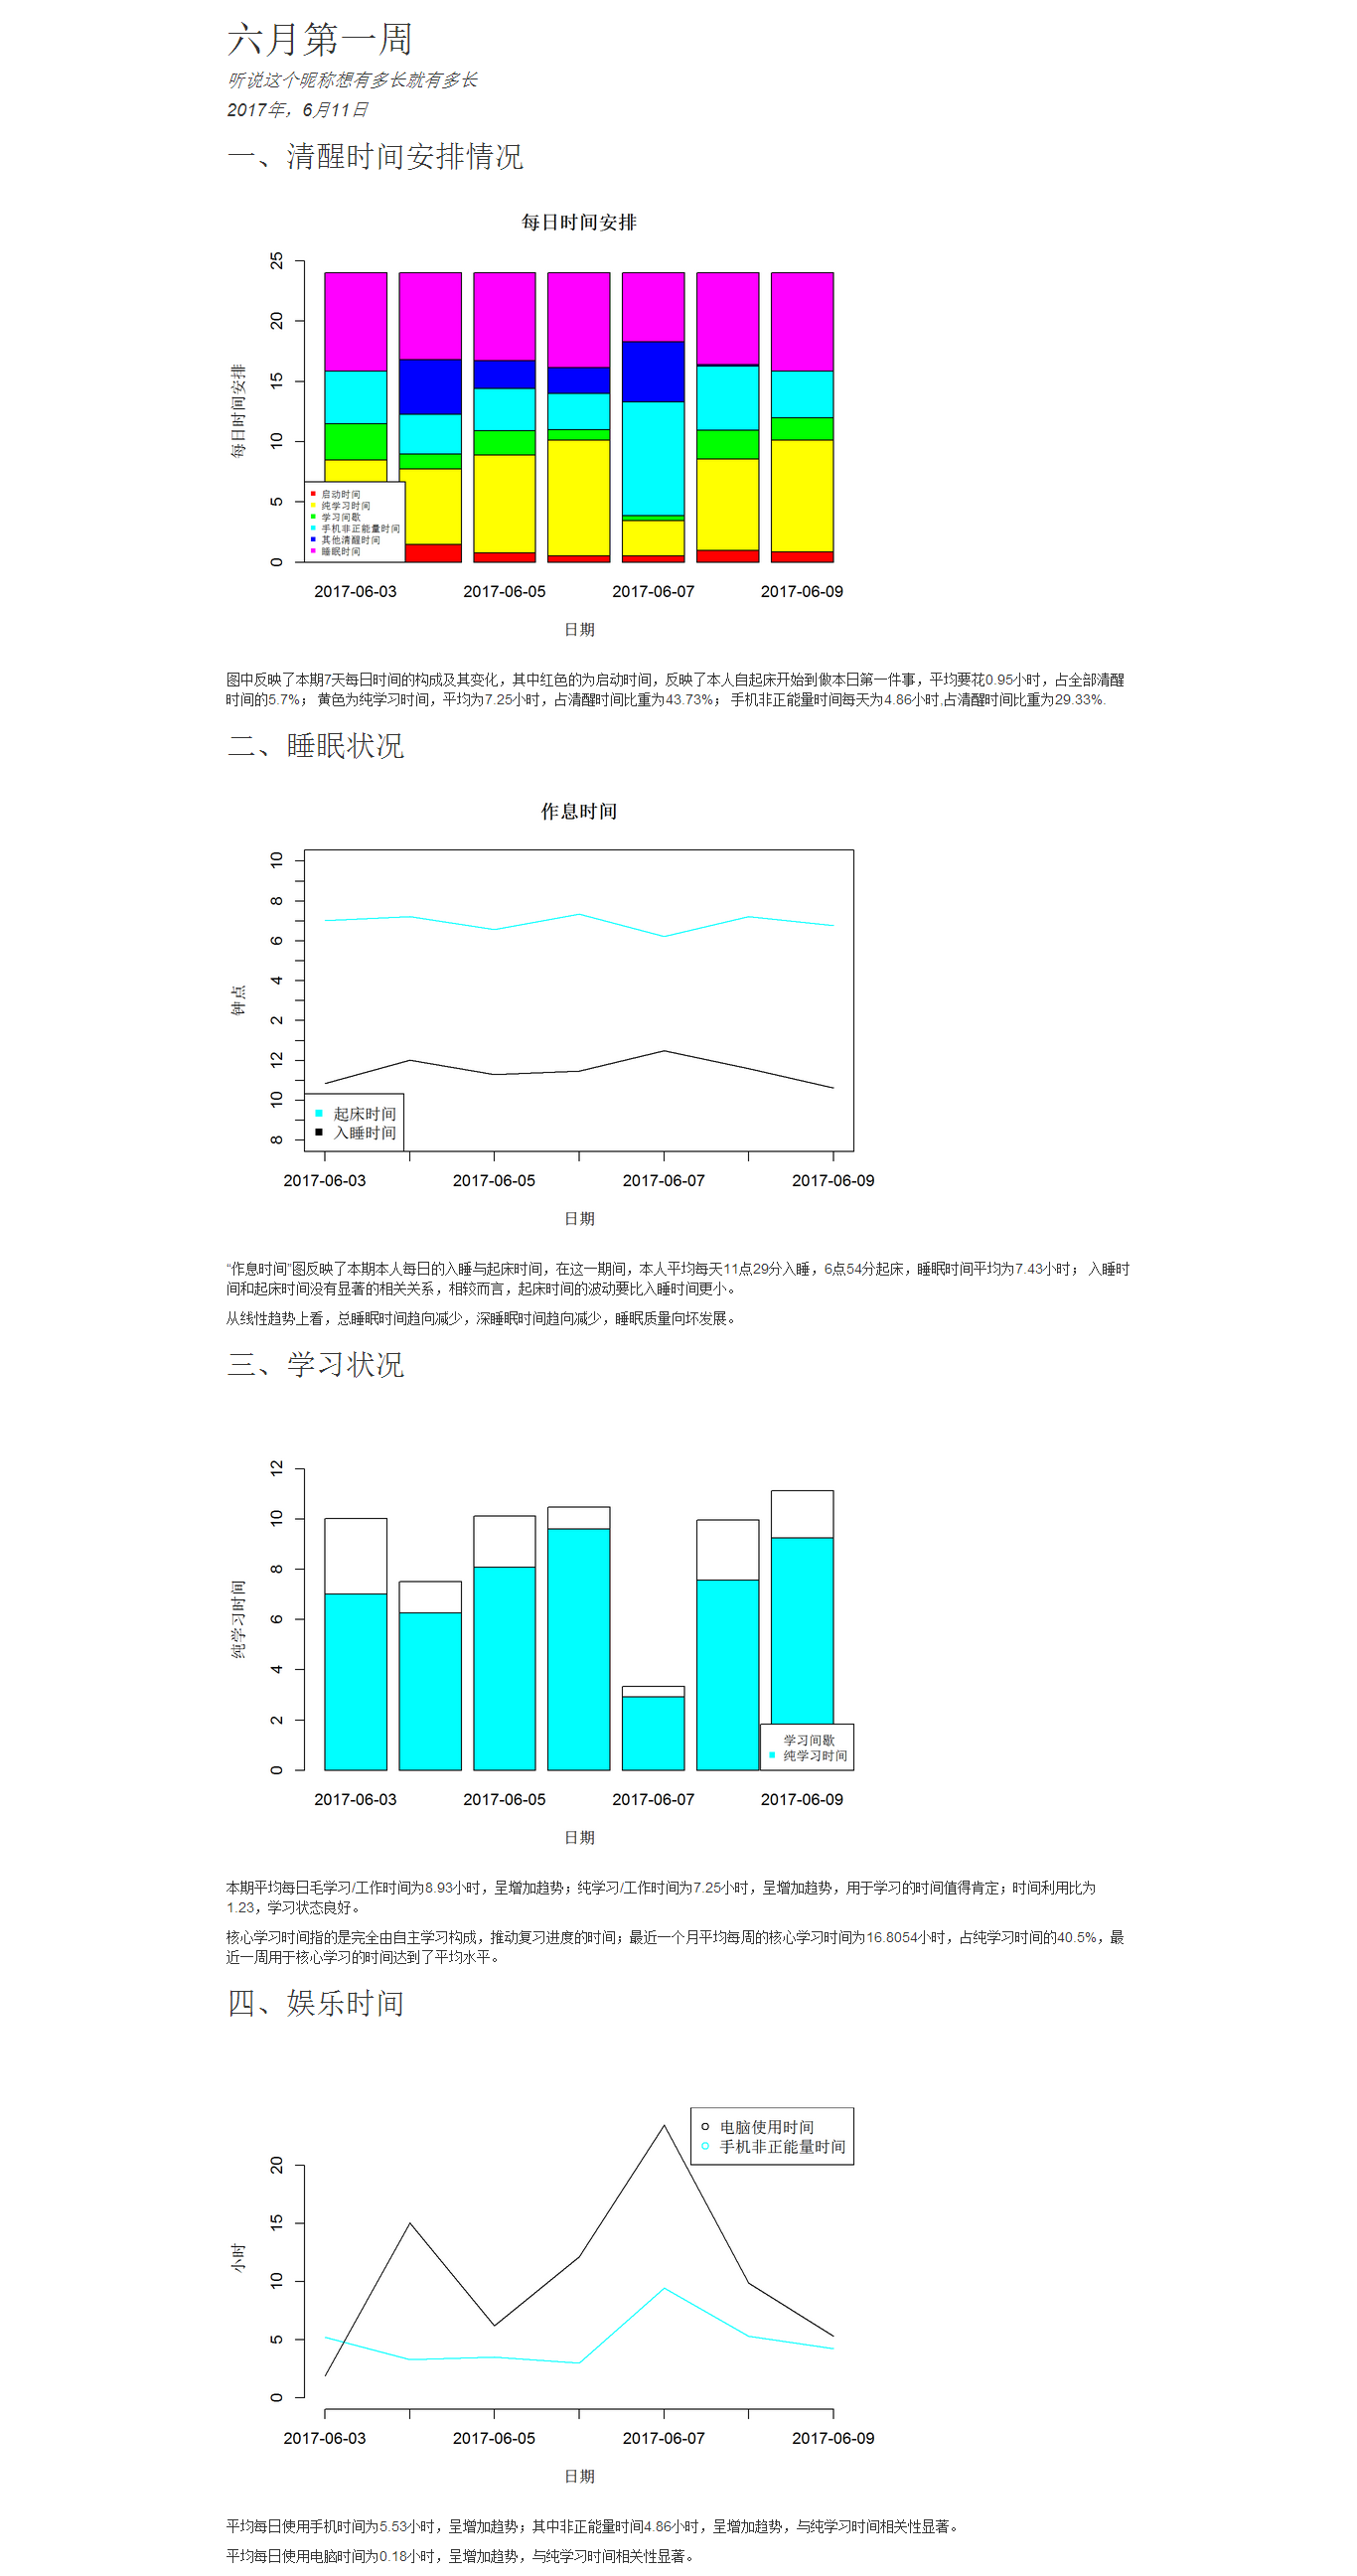 六月第一周
听说这个昵称想有多长就有多长
2017年，6月11日
一、清醒时间安排情况
每日时间安排
每日时间安排
25
20
15
10
5
0
启动时间
纯学习时间
学习间歇
手机非正能量时间
其他清醒时间
睡眠时间
2017-06-03 2017-06-05 2017-06-07 2017-06-09
日期
图中反映了本期7天每日时间的构成及其变化，其中红色的为启动时间，反映了本人自起床开始到做本日第一件事，平均要花0.95小时，占全部清醒
时间的5.7%； 黄色为纯学习时间，平均为7.25小时，占清醒时间比重为43.73%； 手机非正能量时间每天为4.86小时,占清醒时间比重为29.33%.
二、睡眠状况
作息时间
钟点
10
8
6
4
2
12
10
8
起床时间
入睡时间
2017-06-03 2017-06-05 2017-06-07 2017-06-09
日期
“作息时间”图反映了本期本人每日的入睡与起床时间，在这一期间，本人平均每天11点29分入睡，6点54分起床，睡眠时间平均为7.43小时； 入睡时
间和起床时间没有显著的相关关系，相较而言，起床时间的波动要比入睡时间更小。
从线性趋势上看，总睡眠时间趋向减少，深睡眠时间趋向减少，睡眠质量向坏发展。
三、学习状况
纯学习时间
12
10
8
6
4
2
0
学习间歇
纯学习时间
2017-06-03 2017-06-05 2017-06-07 2017-06-09
日期
本期平均每日毛学习/工作时间为8.93小时，呈增加趋势；纯学习/工作时间为7.25小时，呈增加趋势，用于学习的时间值得肯定；时间利用比为
1.23，学习状态良好。
核心学习时间指的是完全由自主学习构成，推动复习进度的时间；最近一个月平均每周的核心学习时间为16.8054小时，占纯学习时间的40.5%，最
近一周用于核心学习的时间达到了平均水平。
四、娱乐时间
电脑使用时间
手机非正能量时间
小时
20
15
10
5
0
2017-06-03 2017-06-05 2017-06-07 2017-06-09
日期
平均每日使用手机时间为5.53小时，呈增加趋势；其中非正能量时间4.86小时，呈增加趋势，与纯学习时间相关性显著。
平均每日使用电脑时间为0.18小时，呈增加趋势，与纯学习时间相关性显著。